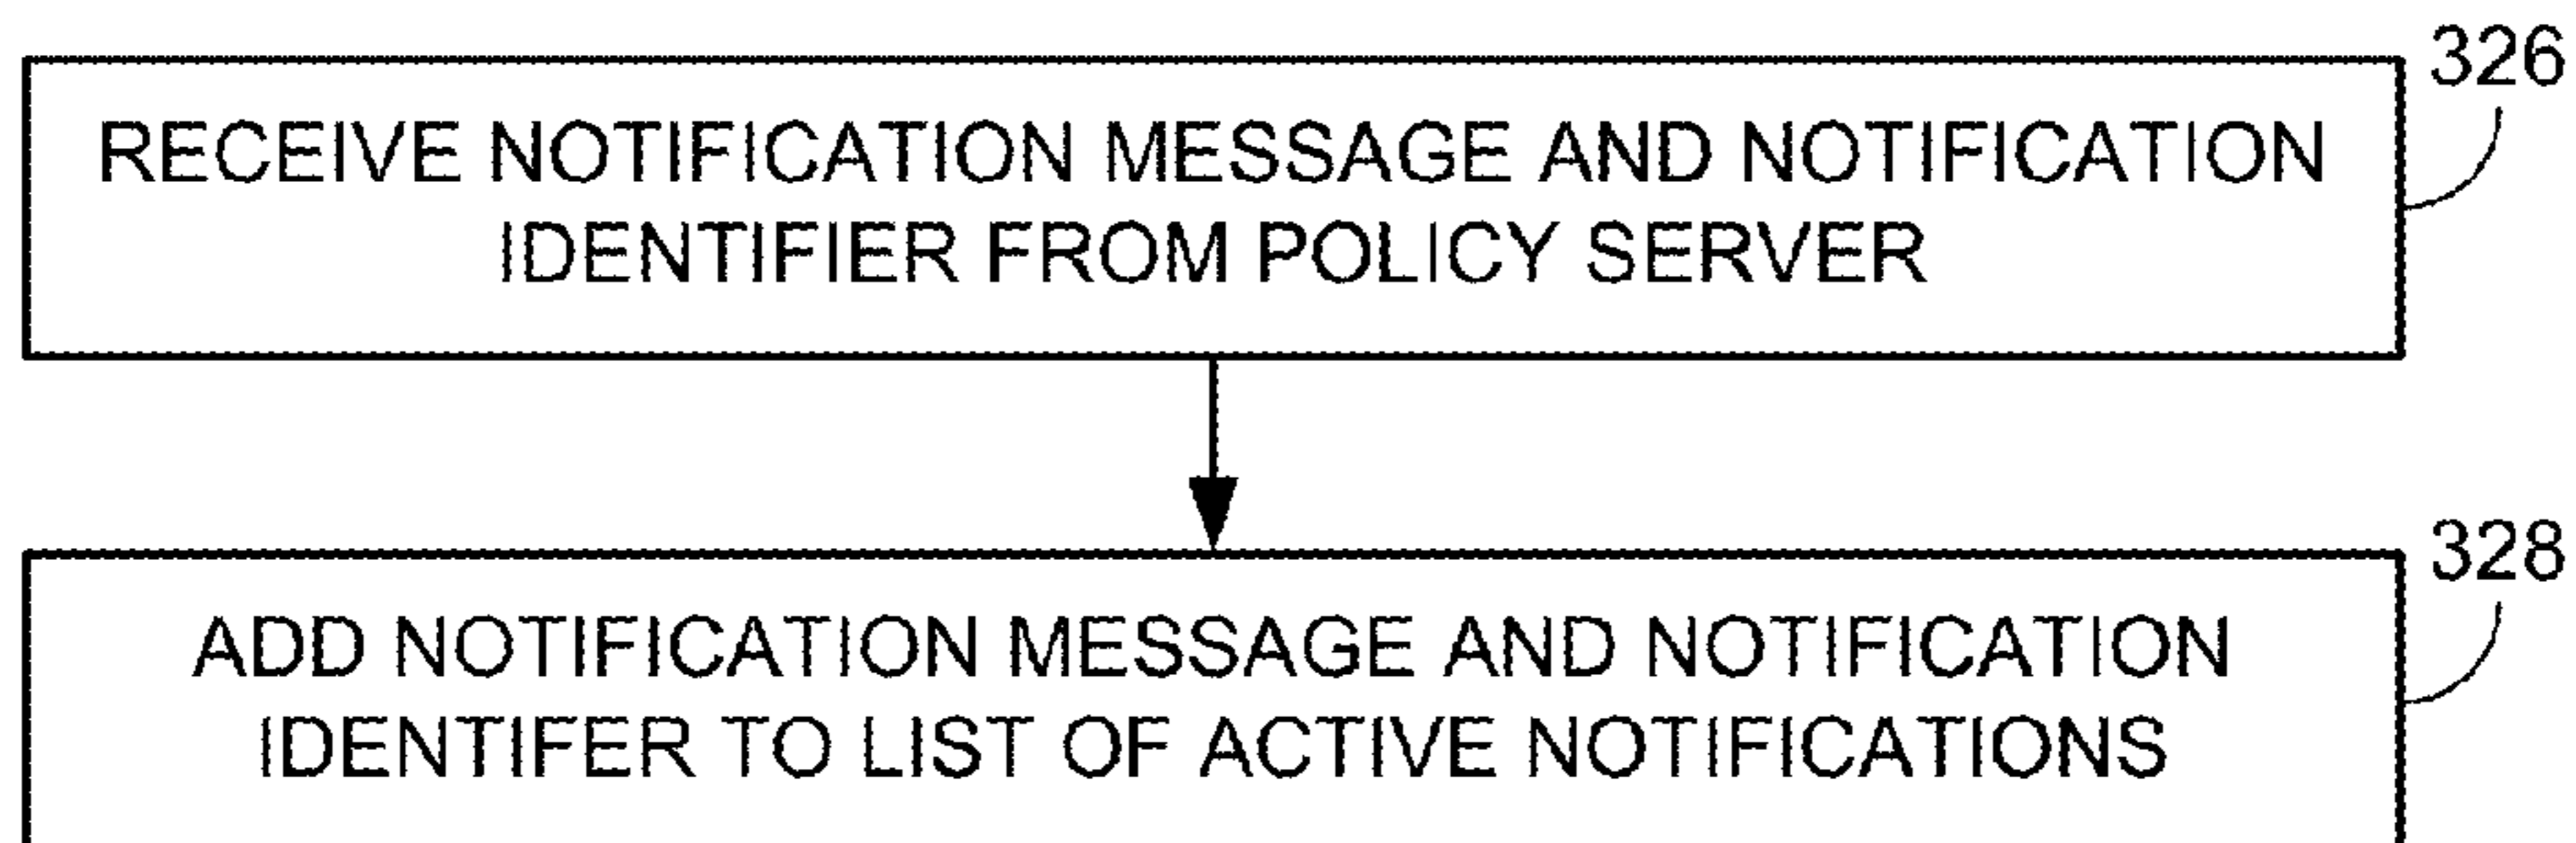 326
RECEIVE NOTIFICATION MESSAGE AND NOTIFICATION
IDENTIFIER FROM POLICY SERVER
328
ADD NOTIFICATION MESSAGE AND NOTIFICATION
IDENTIFER TO LIST OF ACTIVE NOTIFICATIONS